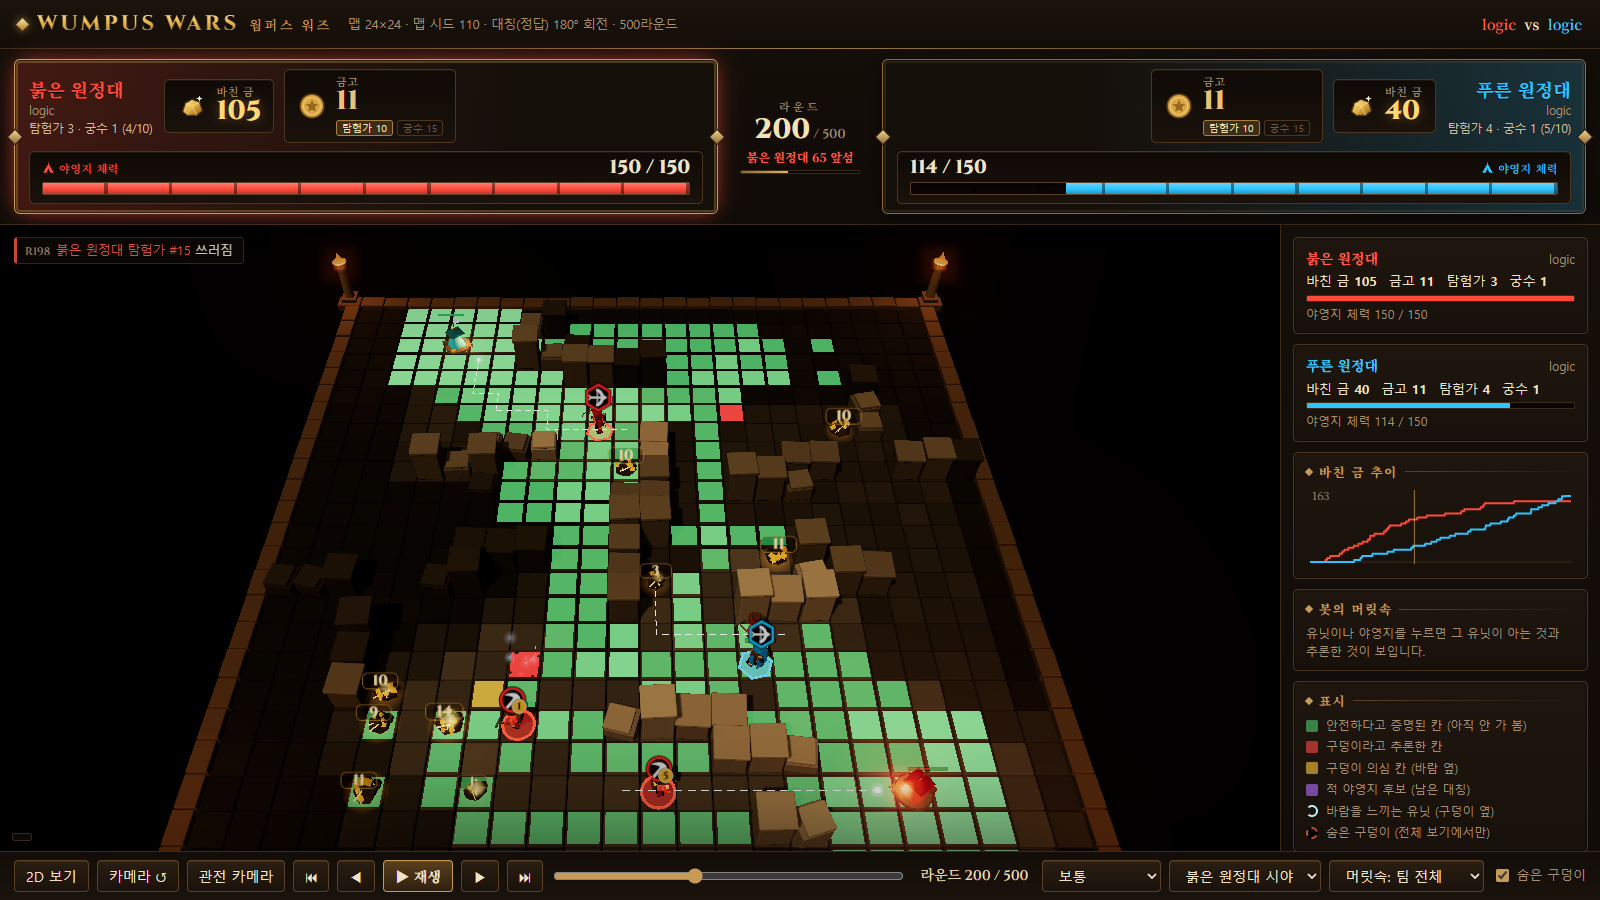 WUMPUS WARS 웜퍼스 워즈 맵 24×24 · 맵 시드 110 · 대칭(정답) 180° 회전 · 500라운드
logic vs logic
붉은 원정대
logic
탐험가 3 · 궁수 1 (4/10)
바친 금
105
금고
11
탐험가 10 궁수 15
야영지 체력
150 / 150
라운드
200 / 500
붉은 원정대 65 앞섬
금고
11
탐험가 10 궁수 15
바친 금
40
푸른 원정대
logic
탐험가 4 · 궁수 1 (5/10)
114 / 150
야영지 체력
R198 붉은 원정대 탐험가 #15 쓰러짐
10
10
11
3
10
9
14
1
11
5
붉은 원정대 logic
바친 금 105 금고 11 탐험가 3 궁수 1
야영지 체력 150 / 150
푸른 원정대 logic
바친 금 40 금고 11 탐험가 4 궁수 1
야영지 체력 114 / 150
바친 금 추이
163
봇의 머릿속
유닛이나 야영지를 누르면 그 유닛이 아는 것과
추론한 것이 보입니다.
표시
안전하다고 증명된 칸 (아직 안 가 봄)
구덩이라고 추론한 칸
구덩이 의심 칸 (바람 옆)
적 야영지 후보 (남은 대칭)
바람을 느끼는 유닛 (구덩이 옆)
숨은 구덩이 (전체 보기에서만)
2D 보기
카메라 ↺
관전 카메라
⏮
◀
▶ 재생
▶
⏭
라운드 200 / 500
보통
붉은 원정대 시야
머릿속: 팀 전체
숨은 구덩이